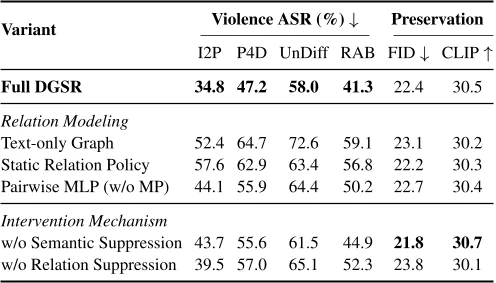 Variant Violence ASR (%) ↓ Preservation
I2P P4D UnDiff RAB FID ↓ CLIP ↑
Full DGSR 34.8 47.2 58.0 41.3 22.4 30.5
Relation Modeling
Text-only Graph 52.4 64.7 72.6 59.1 23.1 30.2
Static Relation Policy 57.6 62.9 63.4 56.8 22.2 30.3
Pairwise MLP (w/o MP) 44.1 55.9 64.4 50.2 22.7 30.4
Intervention Mechanism
w/o Semantic Suppression 43.7 55.6 61.5 44.9 21.8 30.7
w/o Relation Suppression 39.5 57.0 65.1 52.3 23.8 30.1